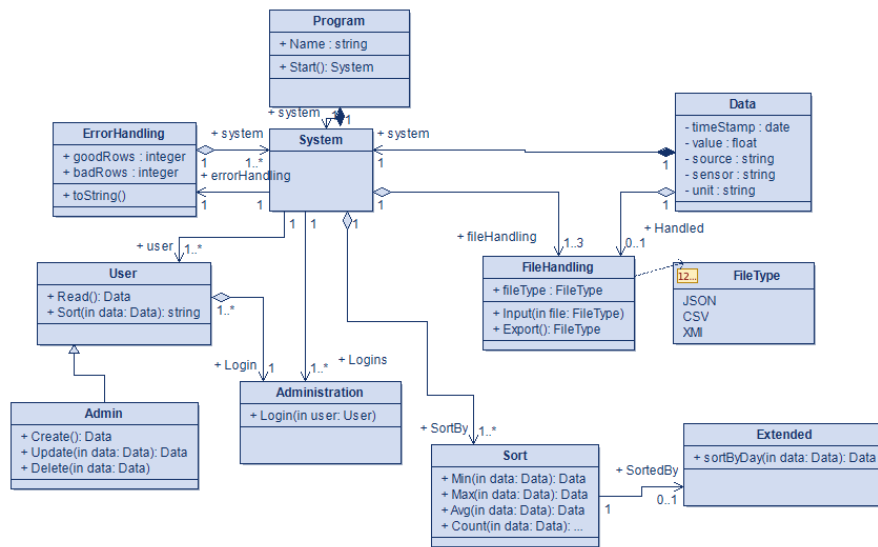 Program
+ Name : string
+ Start(): System
+ system
1
1
Data
- timeStamp : date
- value : float
- source : string
- sensor : string
- unit : string
ErrorHandling
+ goodRows : integer
+ badRows : integer
+ toString()
+ system
1
1..*
System
+ system
1
1
+ errorHandling
1
1
1
1
+ Handled
1
1
1
+ user
1..*
+ fileHandling
1..3
0..1
User
+ Read(): Data
+ Sort(in data: Data): string
1..*
FileHandling
+ fileType : FileType
+ Input(in file: FileType)
+ Export(): FileType
12...
FileType
JSON
CSV
XMI
+ Login
1
+ Logins
1..*
Admin
+ Create(): Data
+ Update(in data: Data): Data
+ Delete(in data: Data)
Administration
+ Login(in user: User)
+ SortBy
1..*
Sort
+ Min(in data: Data): Data
+ Max(in data: Data): Data
+ Avg(in data: Data): Data
+ Count(in data: Data): ...
+ SortedBy
1
0..1
Extended
+ sortByDay(in data: Data): Data